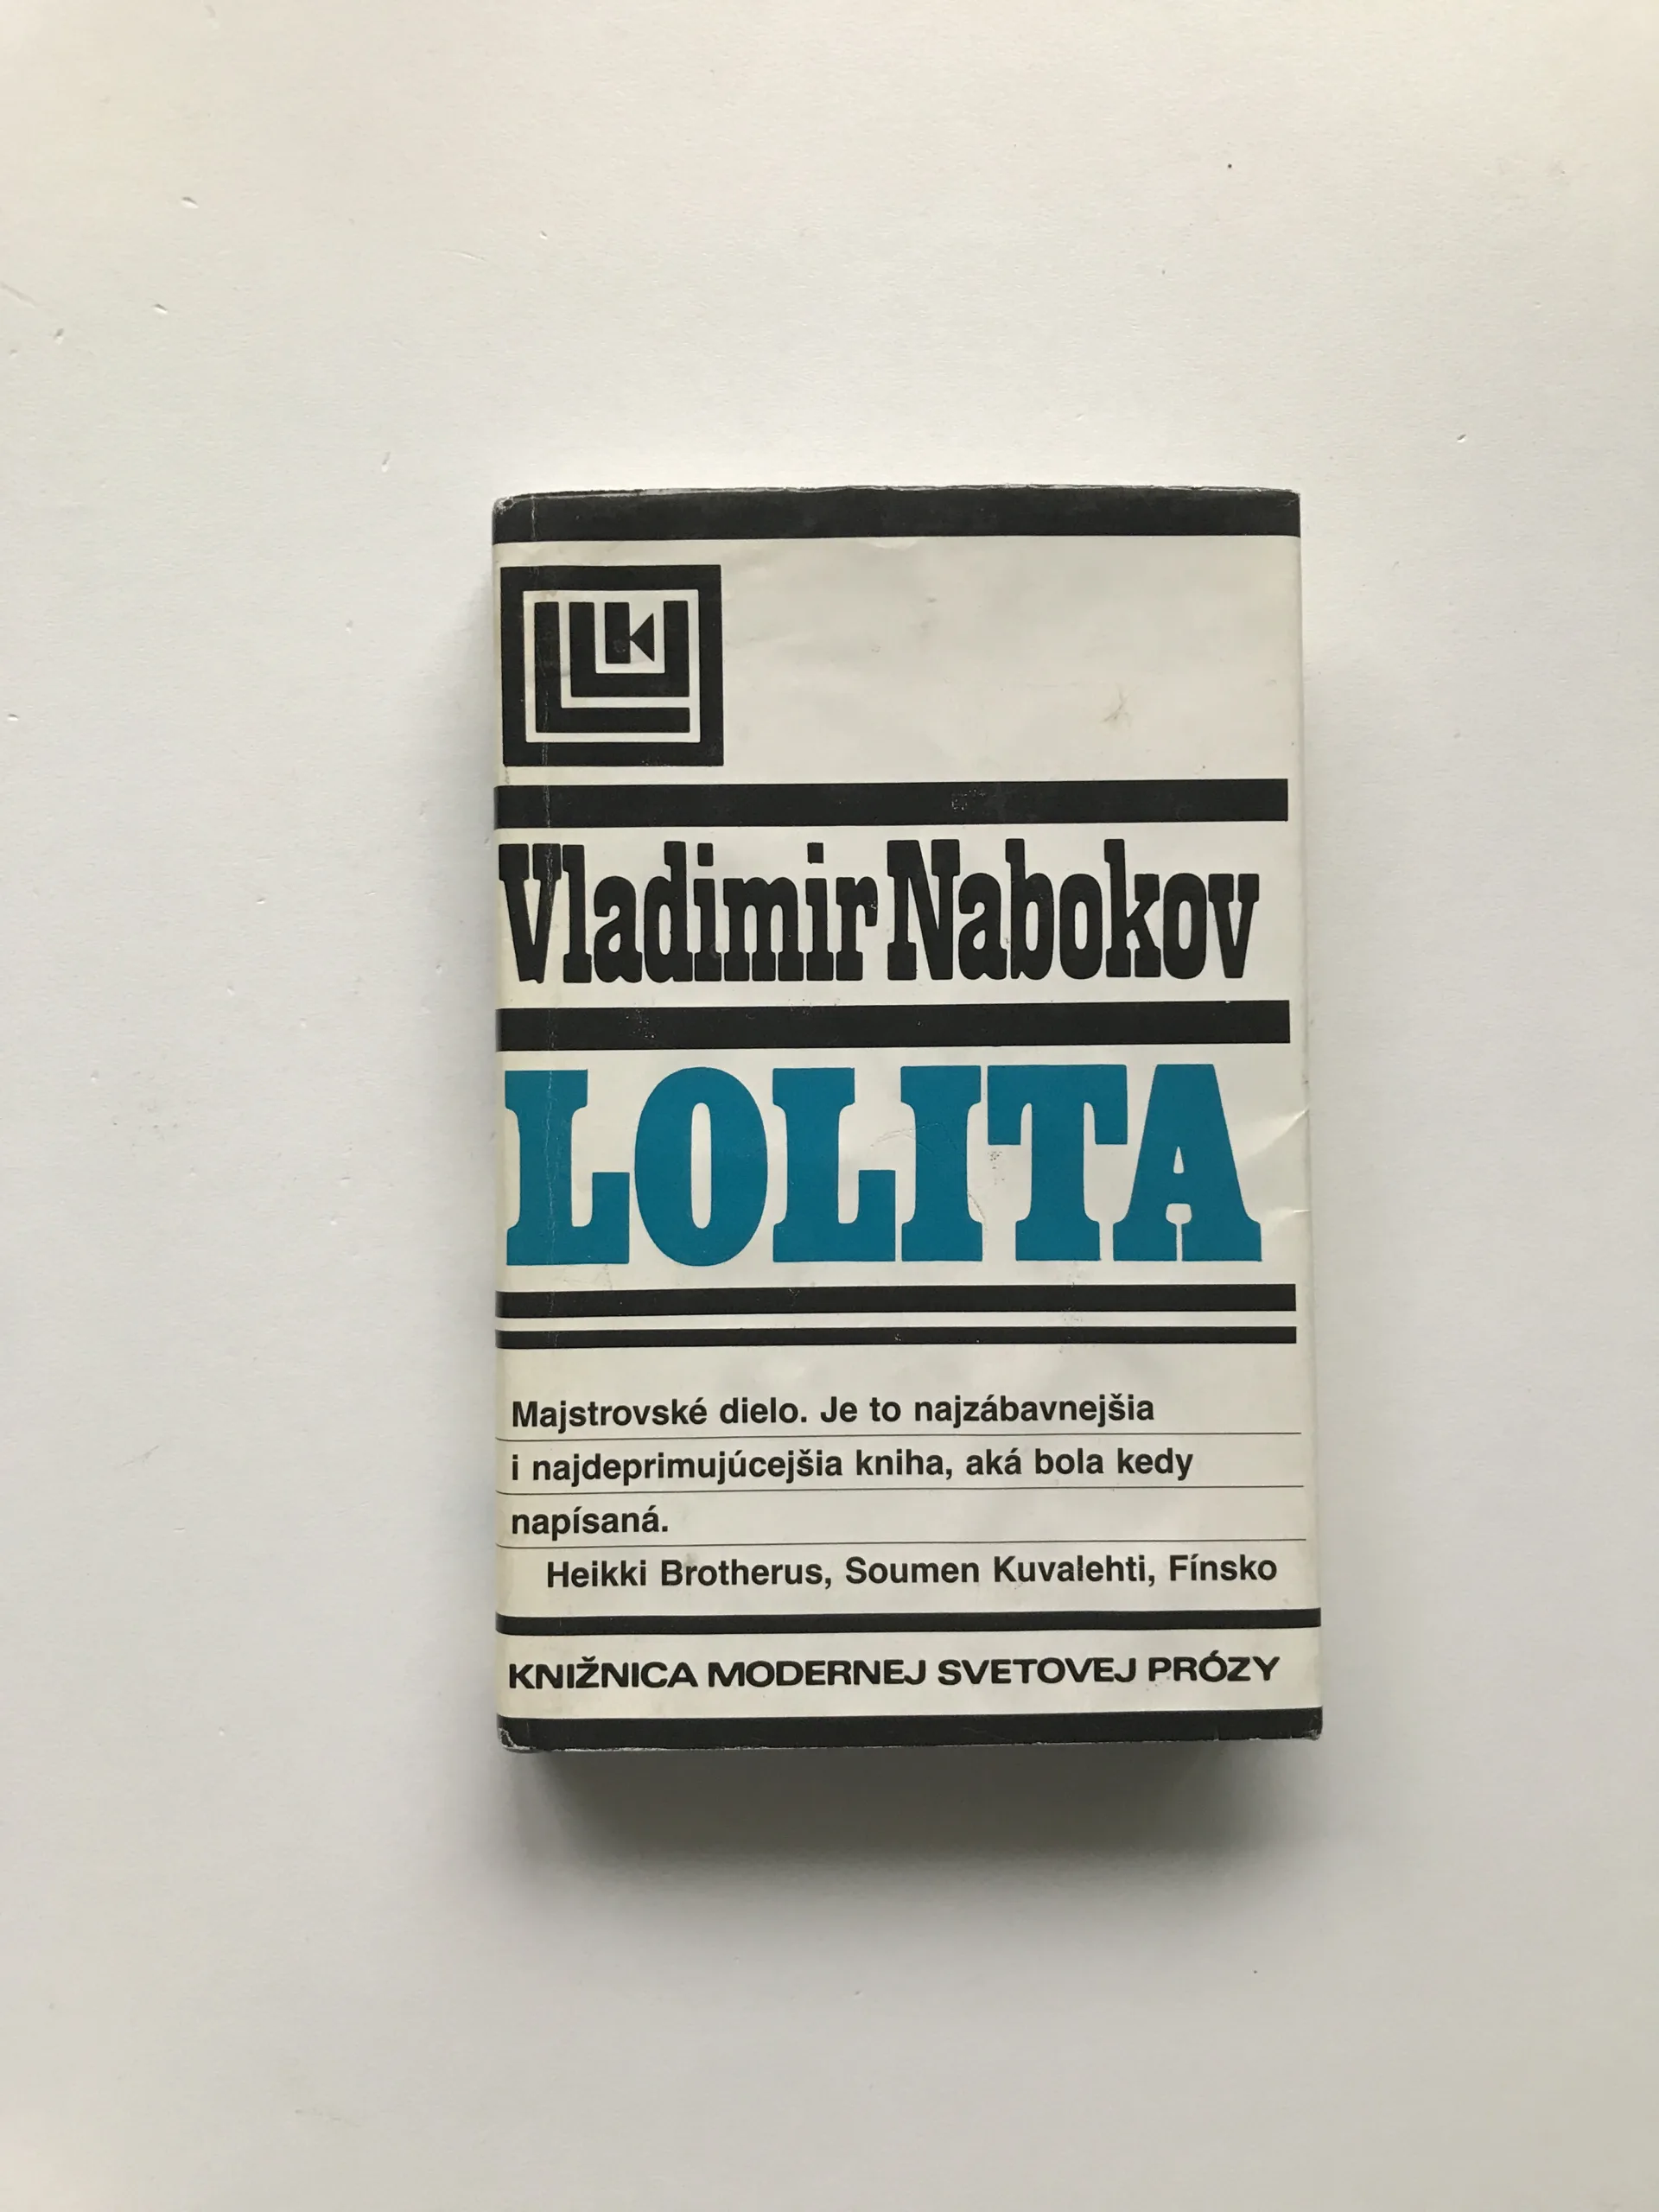 Vladimir Nabokov
LOLITA
Majstrovské dielo. Je to najzábavnejšia
i najdeprimujúcejšia kniha, aká bola kedy
napísaná.
Heikki Brotherus, Soumen Kuvalehti, Fínsko
KNIŽNICA MODERNEJ SVETOVEJ PRÓZY